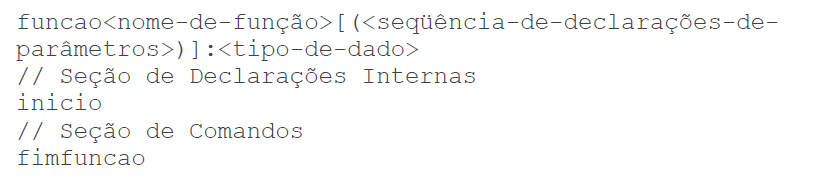 funcao<nome-de-função>[(<seqüência-de-declarações-de-
parâmetros>)]:<tipo-de-dado>
// Seção de Declarações Internas
inicio
// Seção de Comandos
fimfuncao